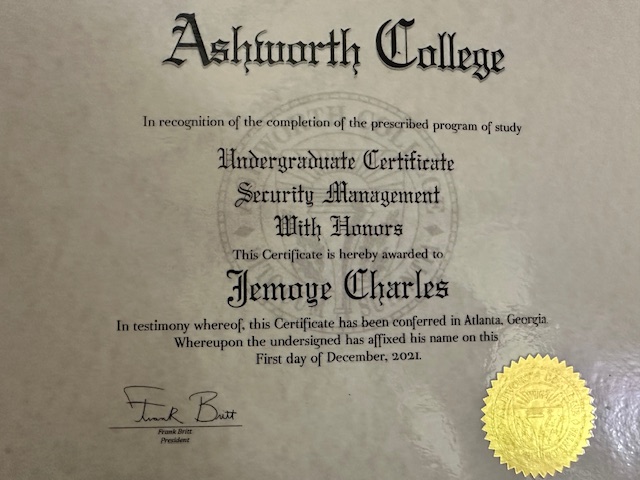 Ashworth College
In recognition of the completion of the prescribed program of study
Undergraduate Certificate
Security Management
With Honors
This Certificate is hereby awarded to
Jemoye Charles
In testimony whereof, this Certificate has been conferred in Atlanta, Georgia
Whereupon the undersigned has affixed his name on this
First day of December, 2021.
Frank Britt
Frank Britt
President